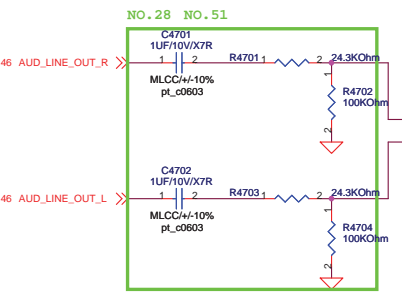 NO.28 NO.51
C4701
1UF/10V/X7R
46 AUD_LINE_OUT_R
1 2
R4701 1 2 24.3KOhm
MLCC/+/-10%
pt_c0603
1
R4702
100KOhm
2
C4702
1UF/10V/X7R
46 AUD_LINE_OUT_L
1 2
R4703 1 2 24.3KOhm
MLCC/+/-10%
pt_c0603
1
R4704
100KOhm
2